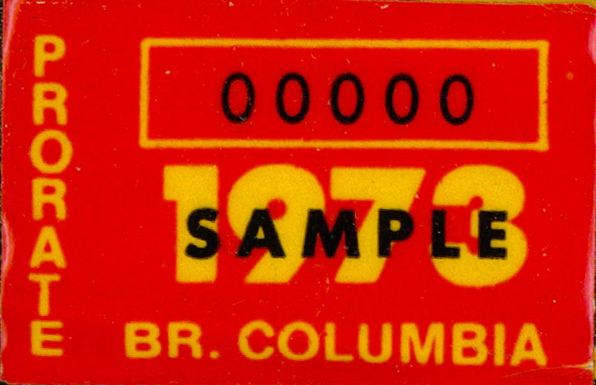 PRORATE
00000
1973
SAMPLE
BR. COLUMBIA